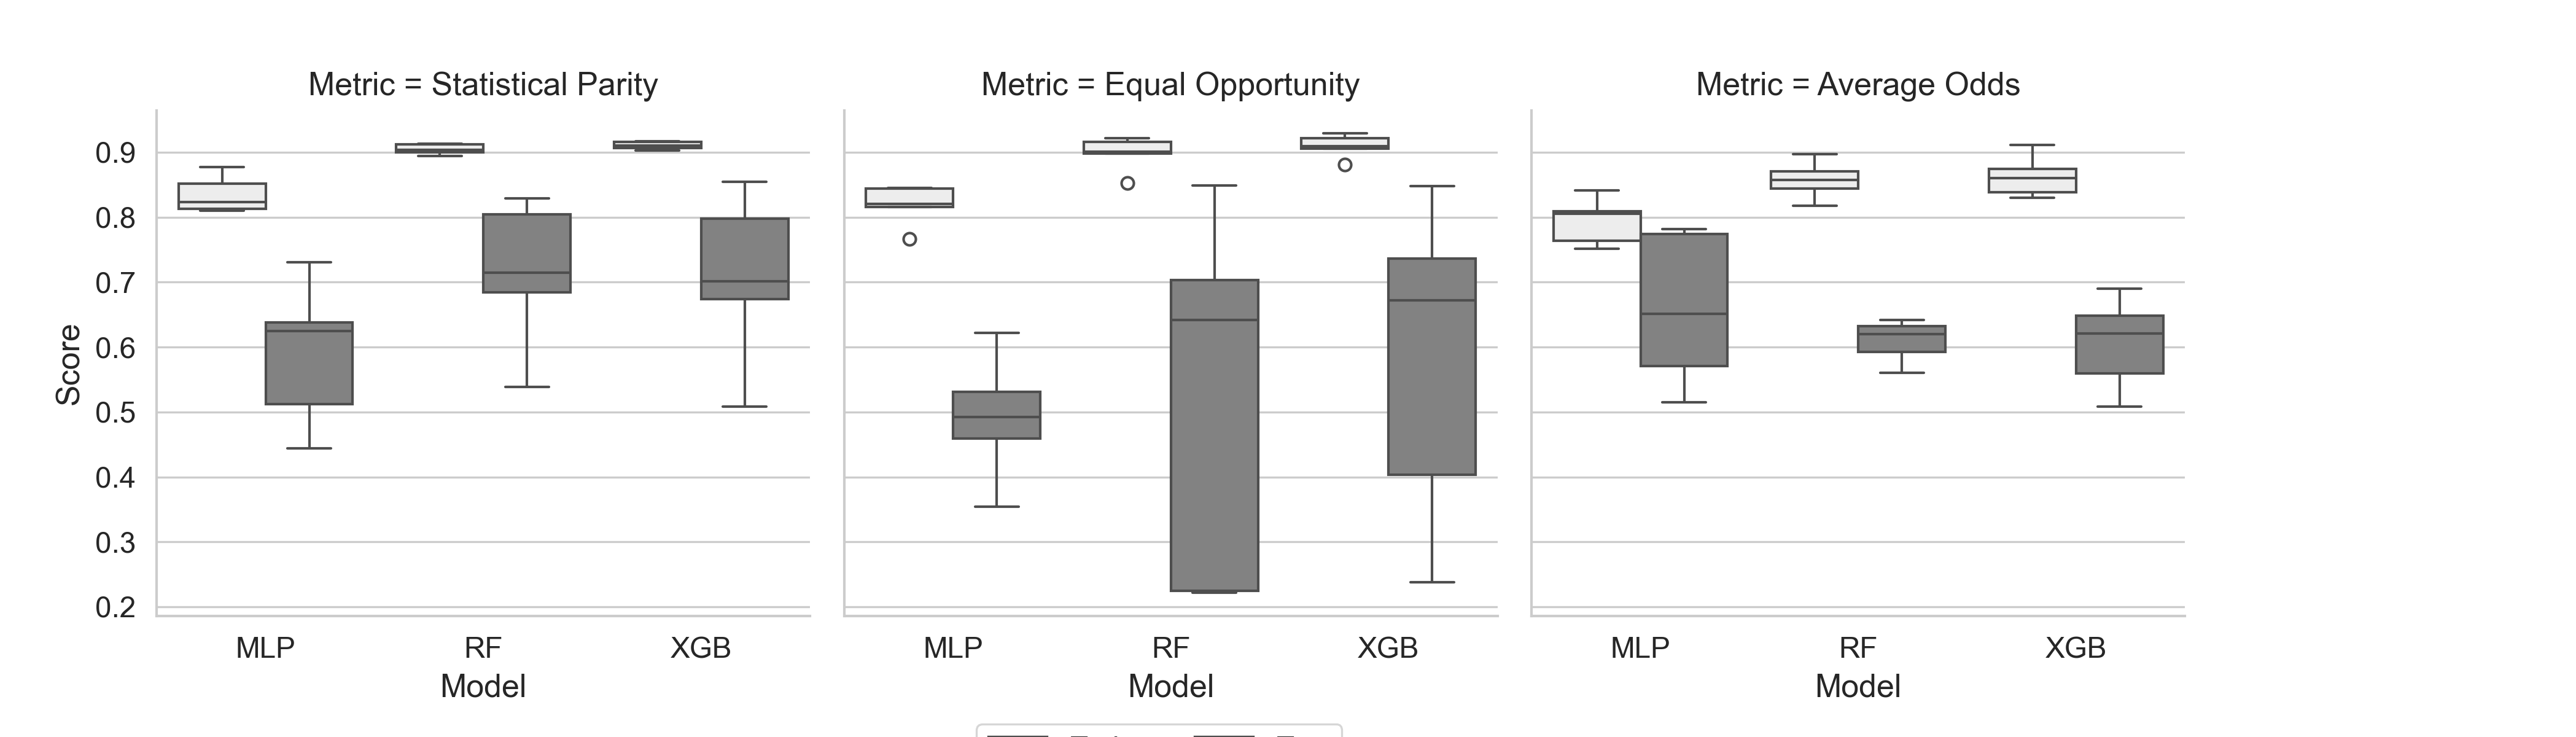 Metric = Statistical Parity
Metric = Equal Opportunity
Metric = Average Odds
Score
0.9
0.8
0.7
0.6
0.5
0.4
0.3
0.2
MLP RF XGB
MLP RF XGB
MLP RF XGB
Model
Model
Model